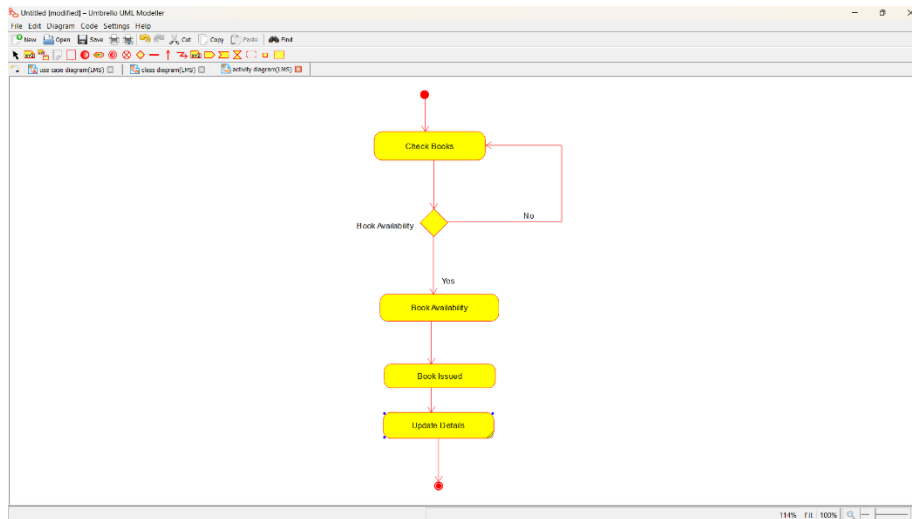 Untitled [modified] – Umbrello UML Modeller
File Edit Diagram Code Settings Help
New Open Save Cut Copy Paste Find
use case diagram(LMS) class diagram(LMS) activity diagram(LMS)
Check Books
No
Book Availability
Yes
Book Availability
Book Issued
Update Details
114% Fit 100%